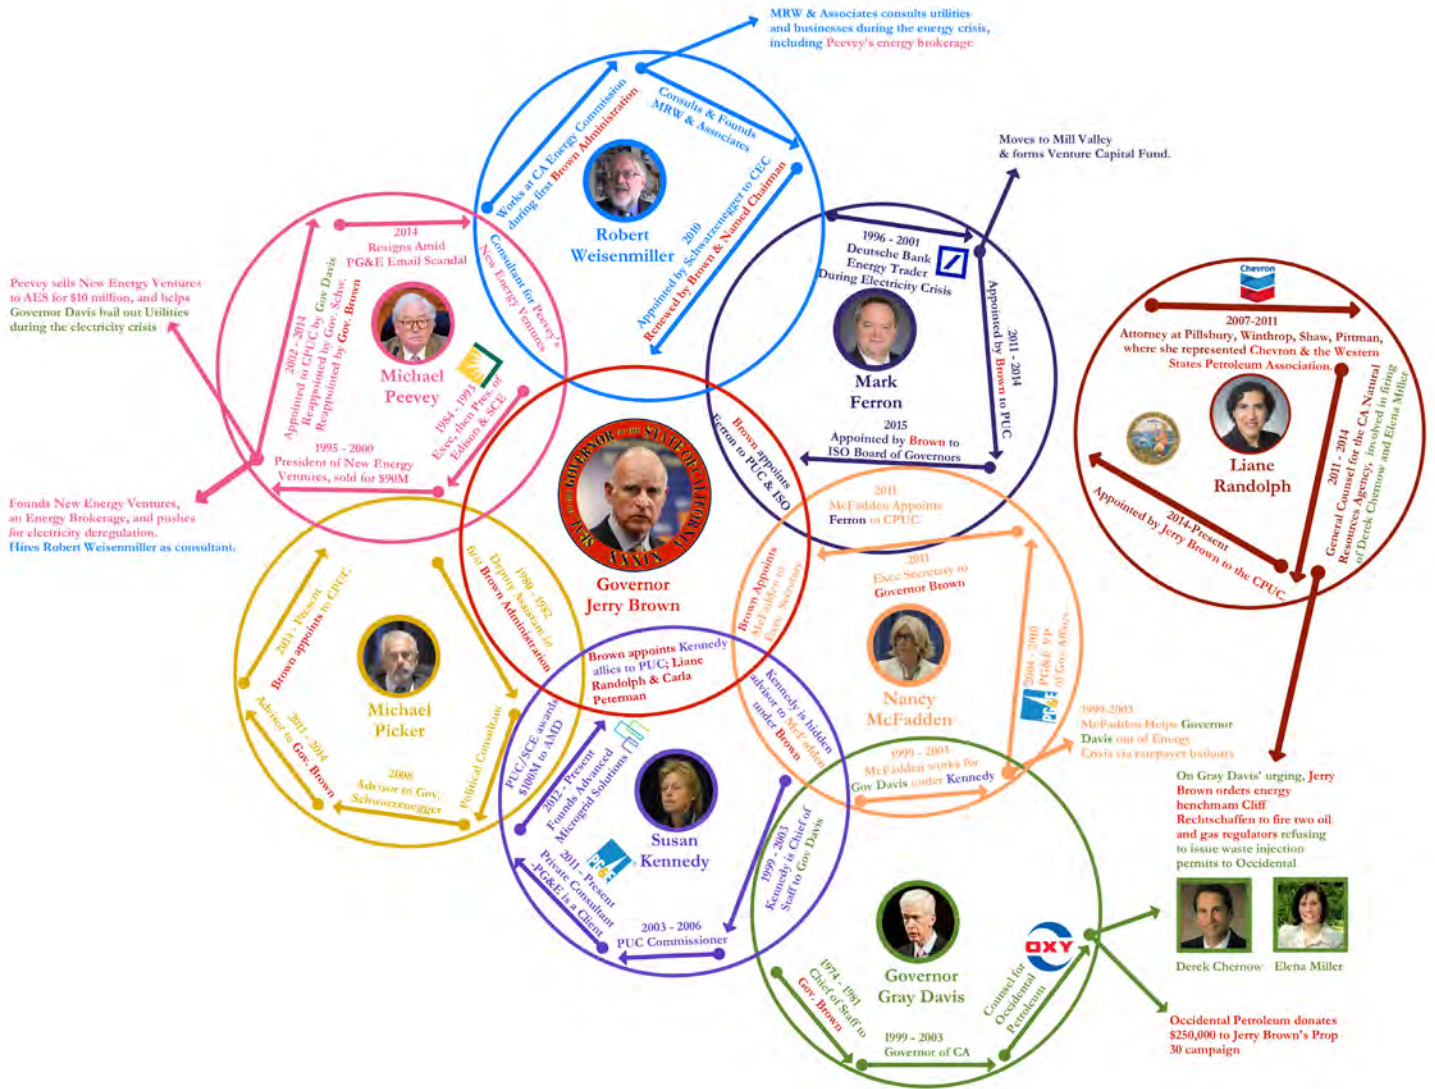 MRW & Associates consults utilities
and businesses during the energy crisis,
including Peevey's energy brokerage
Works at CA Energy Commission
during first Brown Administration
Consults & Founds
MRW & Associates
2010
Appointed by Schwarzenegger to CEC
Renewed by Brown & Named Chairman
Robert
Weisenmiller
Consultant for Peevey's
New Energy Ventures
Moves to Mill Valley
& forms Venture Capital Fund.
1996 - 2001
Deutsche Bank
Energy Trader
During Electricity Crisis
2011 - 2014
Appointed by Brown to PUC
Mark
Ferron
2015
Appointed by Brown to
ISO Board of Governors
Brown appoints
Ferron to PUC & ISO
2014
Resigns Amid
PG&E Email Scandal
2002 - 2014
Appointed to CPUC by Gov Davis
Reappointed by Gov. Schw.
Reappointed by Gov. Brown
Michael
Peevey
1984 - 1993
Exec, then Pres. of
Edison & SCE
1995 - 2000
President of New Energy
Ventures, sold for $90M
Peevey sells New Energy Ventures
to AES for $10 million, and helps
Governor Davis bail out Utilities
during the electricity crisis
Founds New Energy Ventures,
an Energy Brokerage, and pushes
for electricity deregulation.
Hires Robert Weisenmiller as consultant.
Chevron
2007-2011
Attorney at Pillsbury, Winthrop, Shaw, Pittman,
where she represented Chevron & the Western
States Petroleum Association.
Liane
Randolph
2011 - 2014
General Counsel for the CA Natural
Resources Agency, involved in firing
of Derek Chernow and Elena Miller
2014-Present
Appointed by Jerry Brown to the CPUC.
SEAL OF THE GOVERNOR OF THE STATE OF CALIFORNIA
XXXIX
Governor
Jerry Brown
2011
McFadden Appoints
Ferron to CPUC
2011
Exec Secretary to
Governor Brown
Brown Appoints
McFadden to
Exec. Secretary
Nancy
McFadden
2004 - 2010
PG&E VP
of Gov Affairs
PG&E
1999 - 2003
McFadden works for
Gov Davis under Kennedy
1999-2003
McFadden Helps Governor
Davis out of Energy
Crisis via ratepayer bailouts
1980 - 1982
Deputy Assistant in
first Brown Administration
2014 - Present
Brown appoints to CPUC
Michael
Picker
2011 - 2014
Advisor to Gov. Brown
2008
Advisor to Gov.
Schwarzenegger
Political Consultant
Brown appoints Kennedy
allies to PUC; Liane
Randolph & Carla
Peterman
Kennedy is hidden
advisor to McFadden
under Brown
PUC/SCE awards
$100M to AMD
2012 - Present
Founds Advanced
Microgrid Solutions
Susan
Kennedy
PG&E
2011 - Present
Private Consultant
-PG&E is a Client
2003 - 2006
PUC Commissioner
1999 - 2003
Kennedy is Chief of
Staff to Gov Davis
Governor
Gray Davis
1974 - 1981
Chief of Staff to
Gov. Brown
1999 - 2003
Governor of CA
Counsel for
Occidental
Petroleum
OXY
On Gray Davis' urging, Jerry
Brown orders energy
henchmam Cliff
Rechtschaffen to fire two oil
and gas regulators refusing
to issue waste injection
permits to Occidental
Derek Chernow
Elena Miller
Occidental Petroleum donates
$250,000 to Jerry Brown's Prop
30 campaign